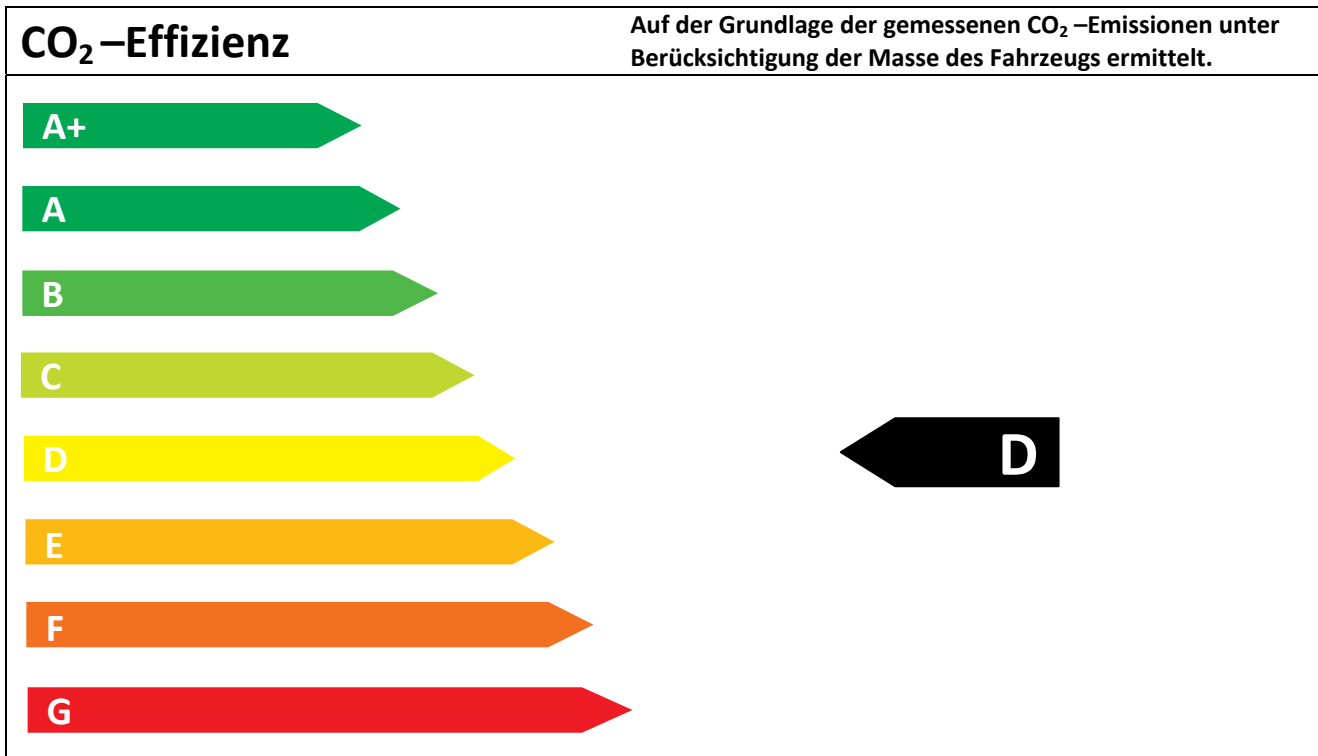 CO₂ –Effizienz
Auf der Grundlage der gemessenen CO₂ –Emissionen unter
Berücksichtigung der Masse des Fahrzeugs ermittelt.
A+
A
B
C
D
D
E
F
G